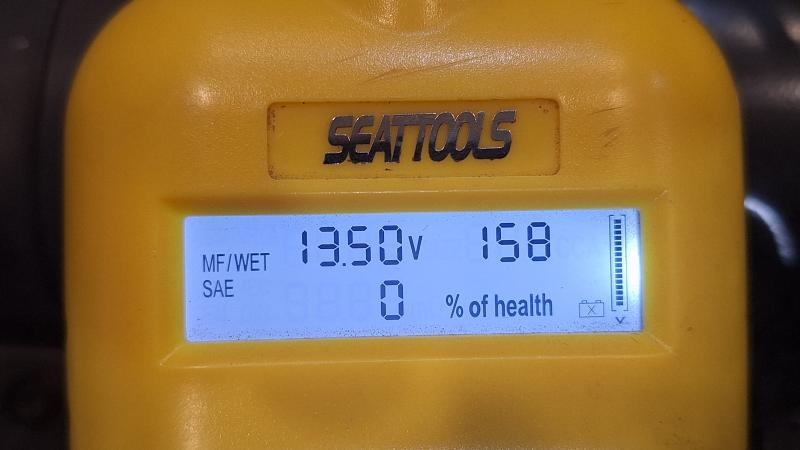 SEATTOOLS
MF/WET 13.50V 158
SAE 0 % of health